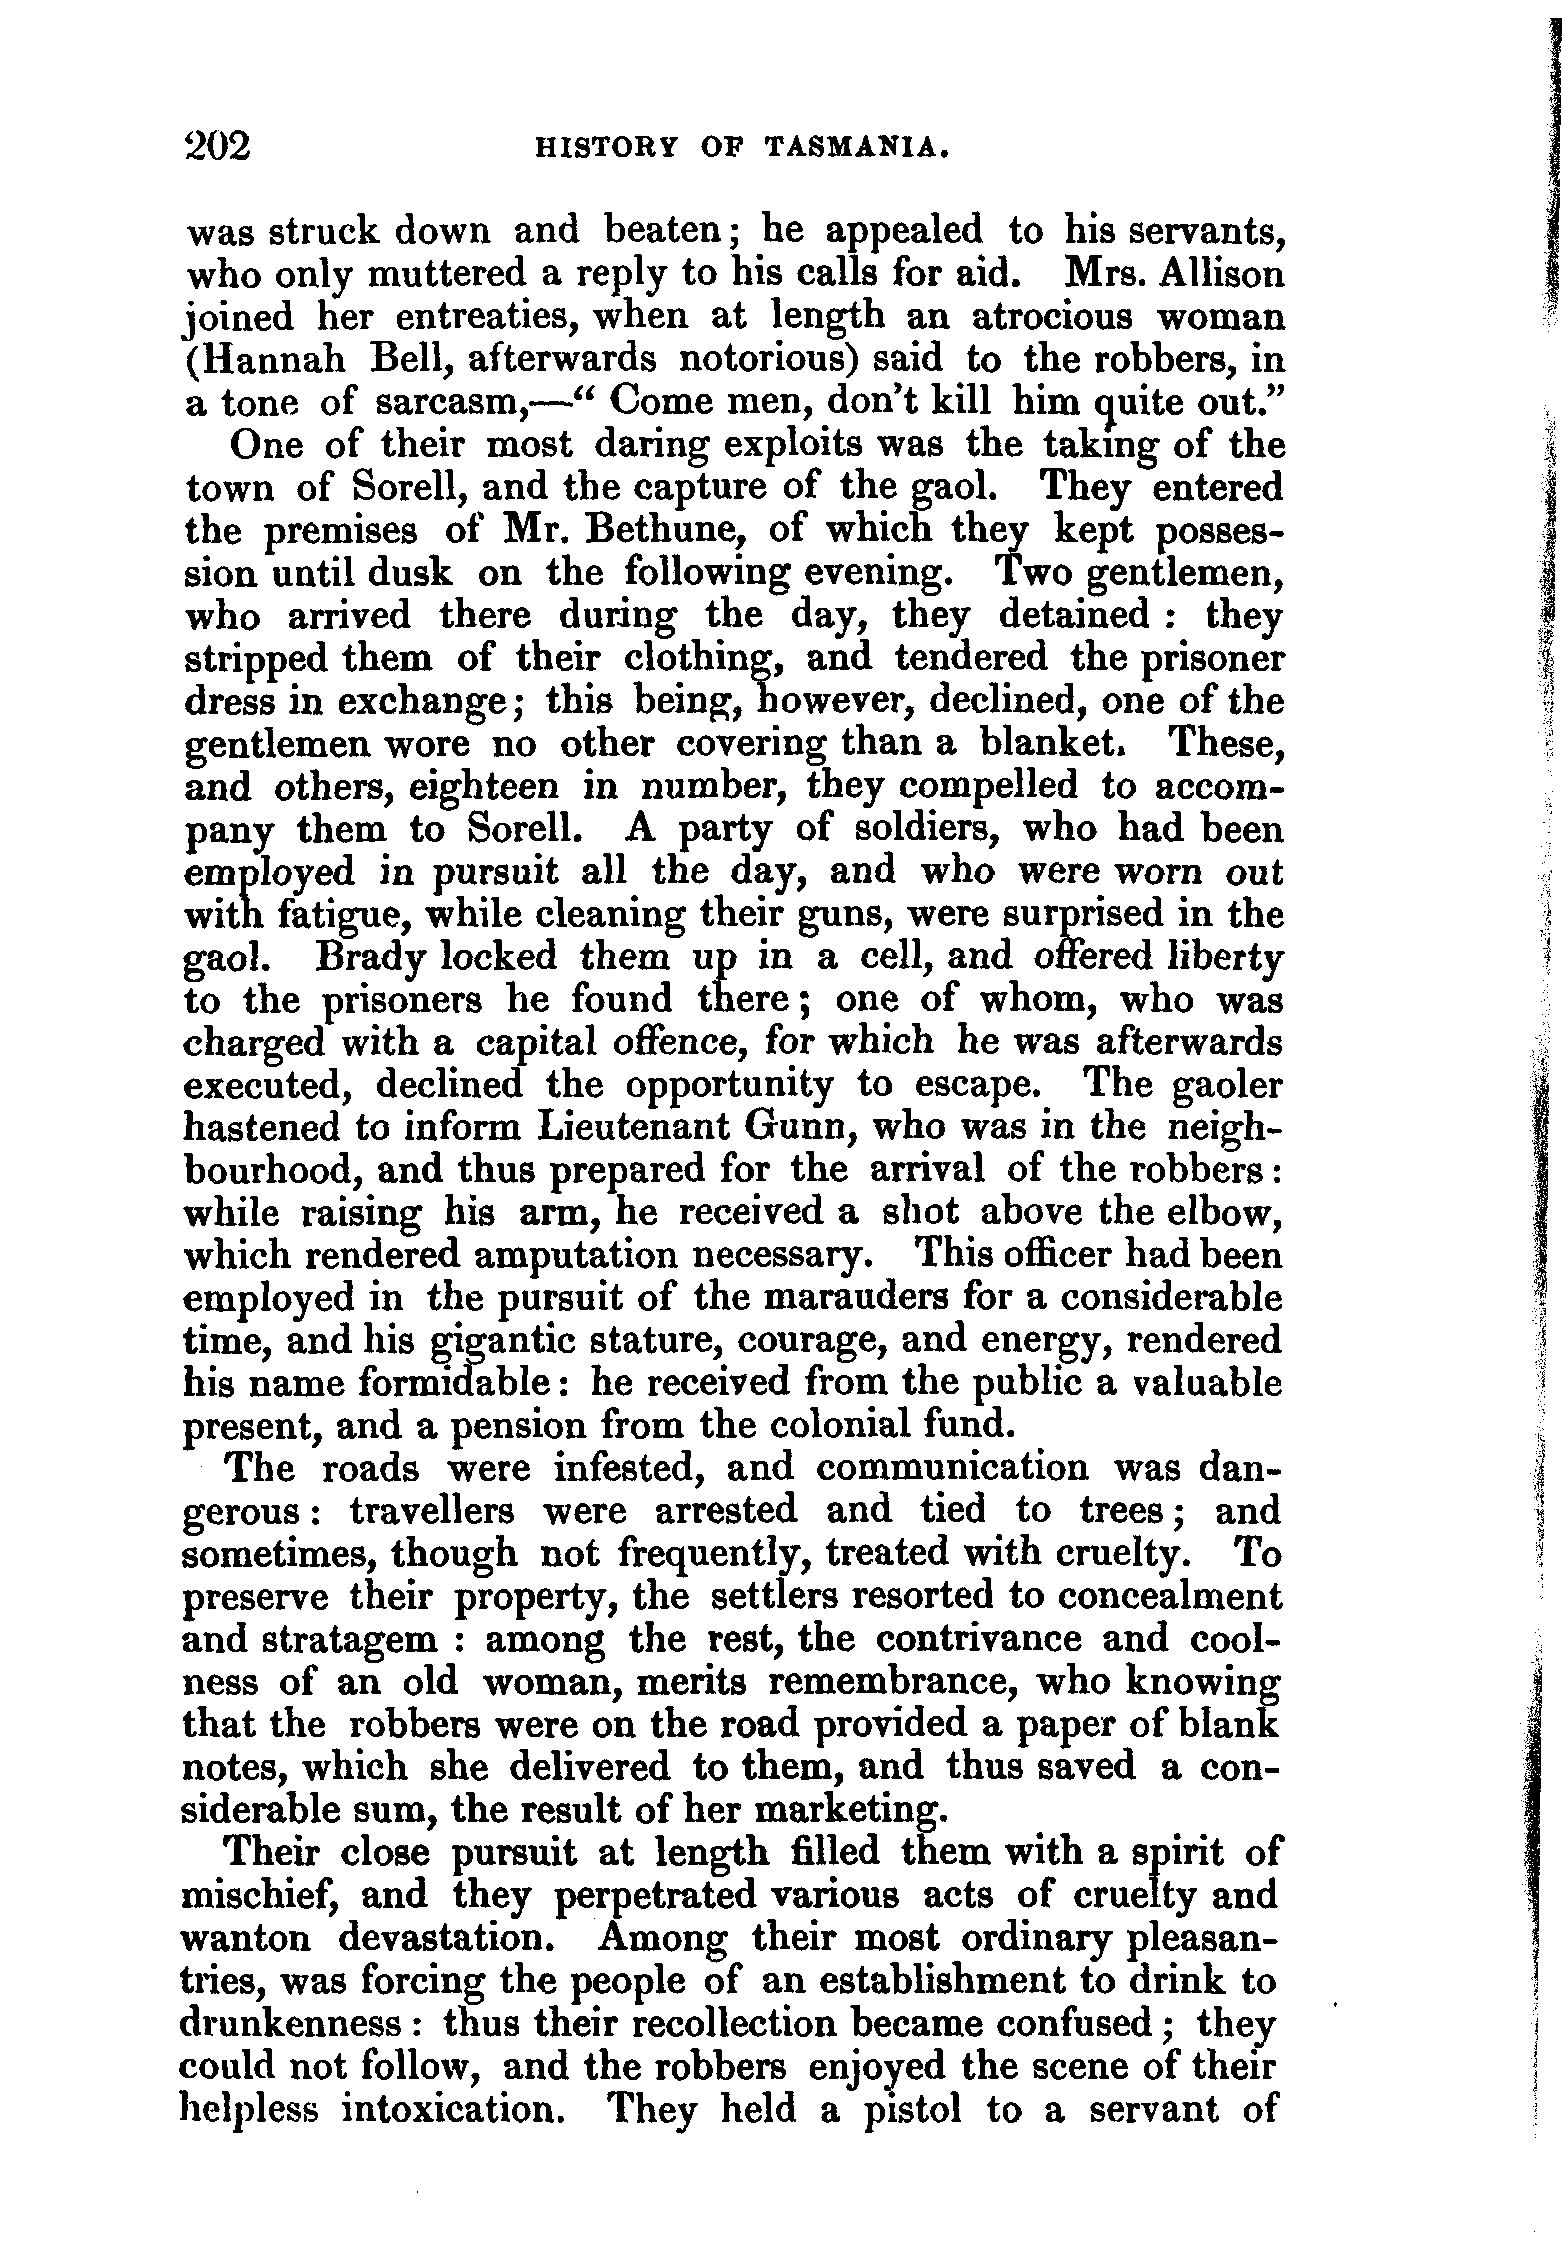 202 HISTORY OF TASMANIA.
was struck down and beaten; he appealed to his servants,
who only muttered a reply to his calls for aid. Mrs. Allison
joined her entreaties, when at length an atrocious woman
(Hannah Bell, afterwards notorious) said to the robbers, in
a tone of sarcasm,—“ Come men, don't kill him quite out.”
One of their most daring exploits was the taking of the
town of Sorell, and the capture of the gaol. They entered
the premises of Mr. Bethune, of which they kept posses-
sion until dusk on the following evening. Two gentlemen,
who arrived there during the day, they detained : they
stripped them of their clothing, and tendered the prisoner
dress in exchange; this being, however, declined, one of the
gentlemen wore no other covering than a blanket. These,
and others, eighteen in number, they compelled to accom-
pany them to Sorell. A party of soldiers, who had been
employed in pursuit all the day, and who were worn out
with fatigue, while cleaning their guns, were surprised in the
gaol. Brady locked them up in a cell, and offered liberty
to the prisoners he found there; one of whom, who was
charged with a capital offence, for which he was afterwards
executed, declined the opportunity to escape. The gaoler
hastened to inform Lieutenant Gunn, who was in the neigh-
bourhood, and thus prepared for the arrival of the robbers:
while raising his arm, he received a shot above the elbow,
which rendered amputation necessary. This officer had been
employed in the pursuit of the marauders for a considerable
time, and his gigantic stature, courage, and energy, rendered
his name formidable: he received from the public a valuable
present, and a pension from the colonial fund.
The roads were infested, and communication was dan-
gerous: travellers were arrested and tied to trees; and
sometimes, though not frequently, treated with cruelty. To
preserve their property, the settlers resorted to concealment
and stratagem : among the rest, the contrivance and cool-
ness of an old woman, merits remembrance, who knowing
that the robbers were on the road provided a paper of blank
notes, which she delivered to them, and thus saved a con-
siderable sum, the result of her marketing.
Their close pursuit at length filled them with a spirit of
mischief, and they perpetrated various acts of cruelty and
wanton devastation. Among their most ordinary pleasan-
tries, was forcing the people of an establishment to drink to
drunkenness: thus their recollection became confused; they
could not follow, and the robbers enjoyed the scene of their
helpless intoxication. They held a pistol to a servant of